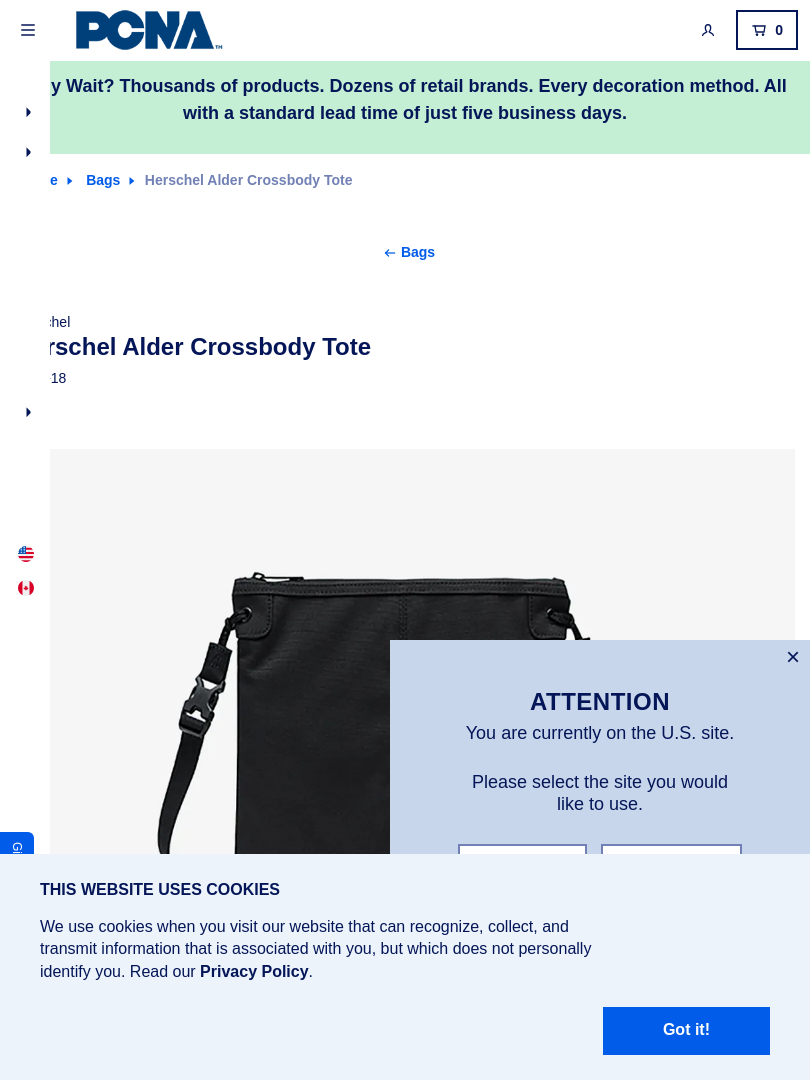 PCNA™
0
y Wait? Thousands of products. Dozens of retail brands. Every decoration method. All
with a standard lead time of just five business days.
e Bags Herschel Alder Crossbody Tote
← Bags
chel
rschel Alder Crossbody Tote
18
ATTENTION
You are currently on the U.S. site.
Please select the site you would
like to use.
THIS WEBSITE USES COOKIES
We use cookies when you visit our website that can recognize, collect, and
transmit information that is associated with you, but which does not personally
identify you. Read our Privacy Policy.
Got it!